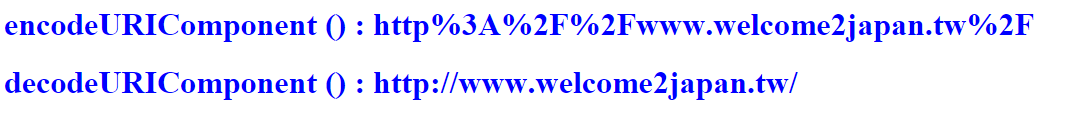 encodeURIComponent () : http%3A%2F%2Fwww.welcome2japan.tw%2F
decodeURIComponent () : http://www.welcome2japan.tw/